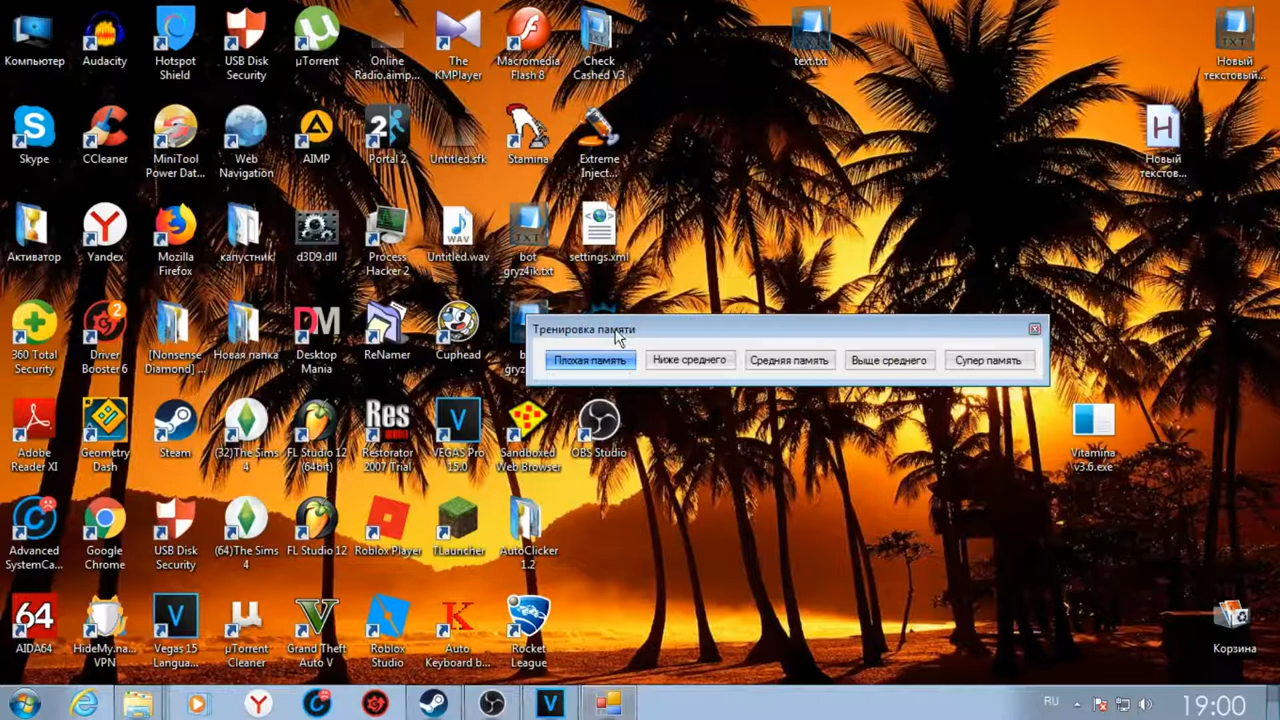 Компьютер
Audacity
Hotspot
Shield
USB Disk
Security
µTorrent
Online
Radio.aimp...
The
KMPlayer
Macromedia
Flash 8
Check
Cashed V3
text.txt
Новый
текстовый...
Skype
CCleaner
MiniTool
Power Dat...
Web
Navigation
AIMP
Portal 2
Untitled.sfk
Stamina
Extreme
Inject...
Новый
текстов...
Активатор
Yandex
Mozilla
Firefox
капустник
d3D9.dll
Process
Hacker 2
Untitled.wav
bot
gryz4ik.txt
settings.xml
360 Total
Security
Driver
Booster 6
[Nonsense
Diamond] ...
Новая папка
Desktop
Mania
ReNamer
Cuphead
Тренировка памяти
Плохая память
Ниже среднего
Средняя память
Выще среднего
Супер память
Adobe
Reader XI
Geometry
Dash
Steam
(32)The Sims
4
FL Studio 12
(64bit)
Restorator
2007 Trial
VEGAS Pro
15.0
Sandboxed
Web Browser
OBS Studio
Vitamina
v3.6.exe
Advanced
SystemCa...
Google
Chrome
USB Disk
Security
(64)The Sims
4
FL Studio 12
Roblox Player
TLauncher
AutoClicker
1.2
AIDA64
HideMy.na...
VPN
Vegas 15
Langua...
µTorrent
Cleaner
Grand Theft
Auto V
Roblox
Studio
Auto
Keyboard b...
Rocket
League
Корзина
RU
19:00